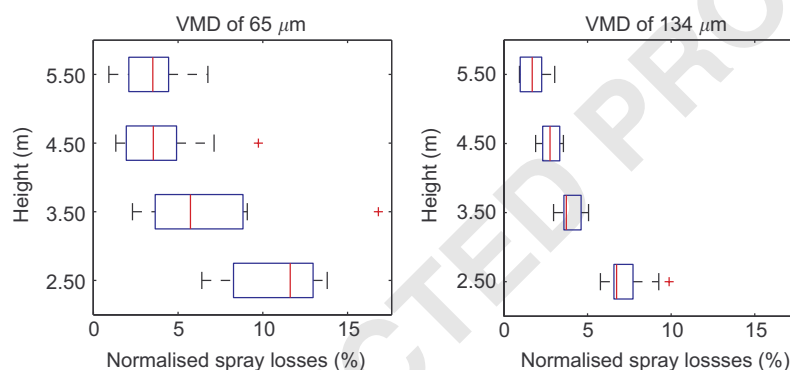 VMD of 65 μm
5.50
4.50
3.50
2.50
Height (m)
0 5 10 15
Normalised spray losses (%)
VMD of 134 μm
5.50
4.50
3.50
2.50
Height (m)
0 5 10 15
Normalised spray lossses (%)
CTED PRO